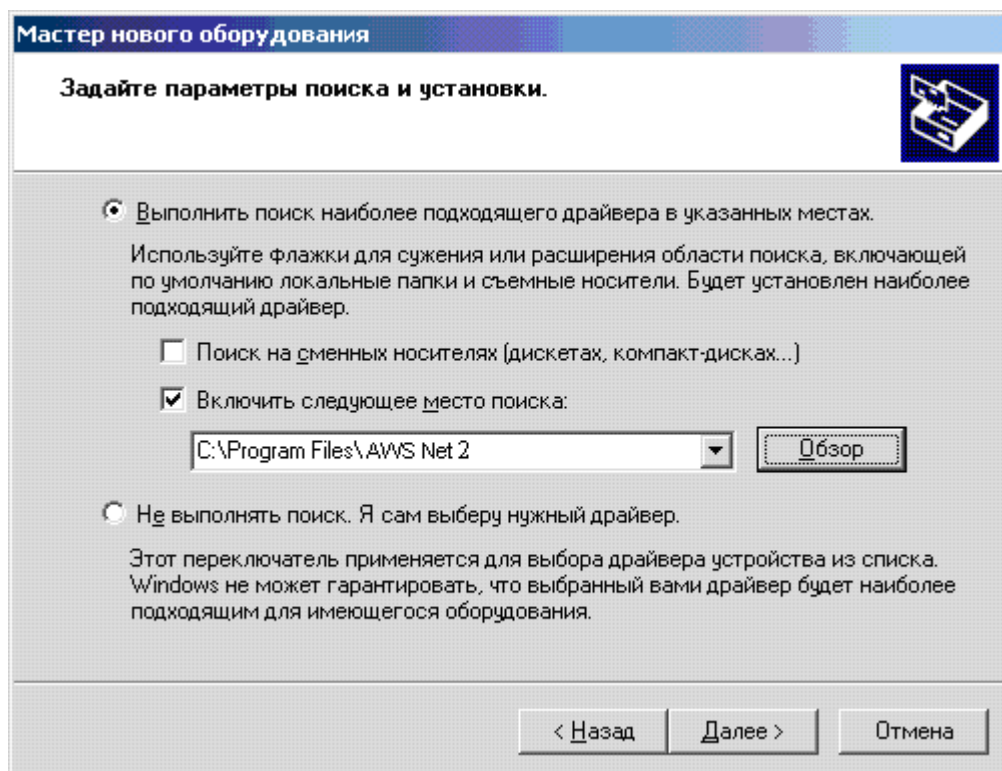 Мастер нового оборудования
Задайте параметры поиска и установки.
Выполнить поиск наиболее подходящего драйвера в указанных местах.
Используйте флажки для сужения или расширения области поиска, включающей
по умолчанию локальные папки и съемные носители. Будет установлен наиболее
подходящий драйвер.
Поиск на сменных носителях (дискетах, компакт-дисках...)
Включить следующее место поиска:
C:\Program Files\AWS Net 2
Обзор
Не выполнять поиск. Я сам выберу нужный драйвер.
Этот переключатель применяется для выбора драйвера устройства из списка.
Windows не может гарантировать, что выбранный вами драйвер будет наиболее
подходящим для имеющегося оборудования.
< Назад
Далее >
Отмена